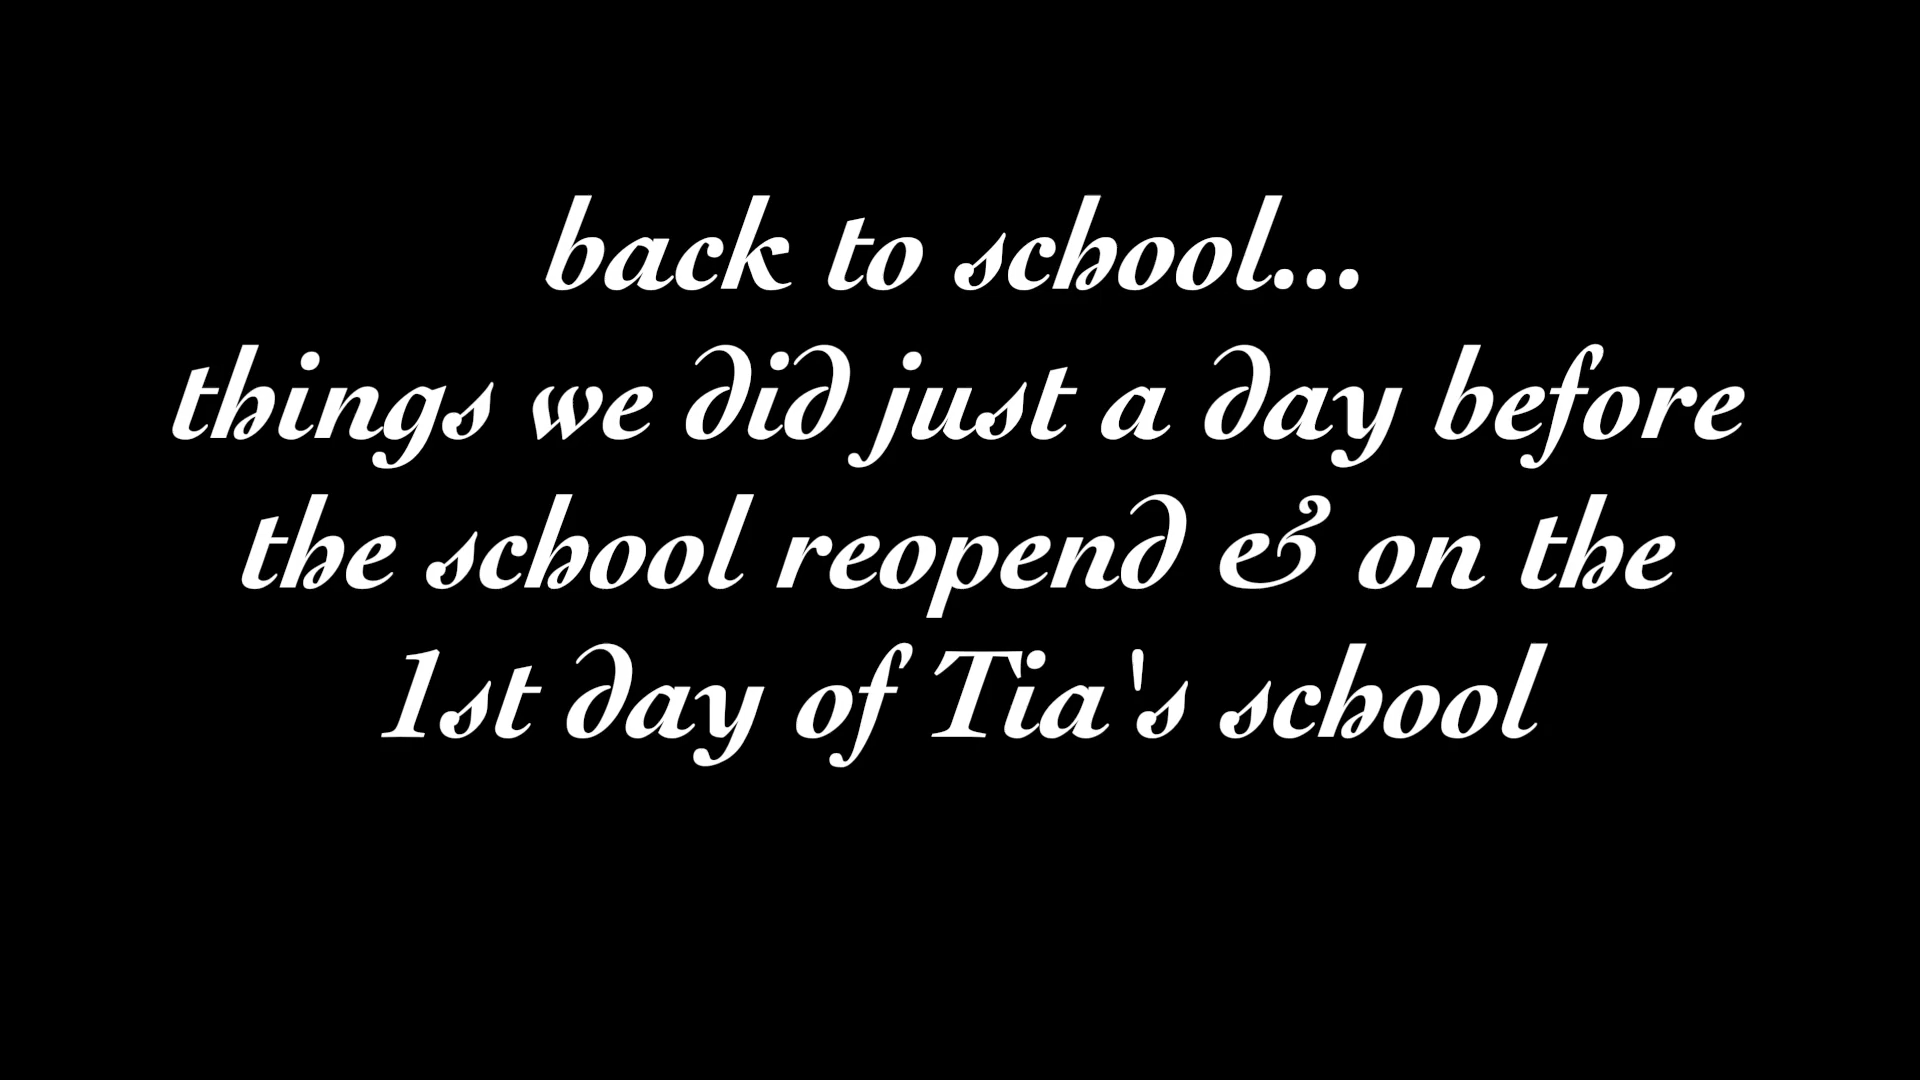 back to school...
things we did just a day before
the school reopend & on the
1st day of Tia's school